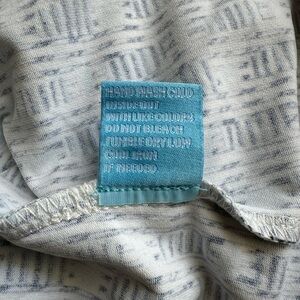 HAND WASH COLD
INSIDE OUT
WITH LIKE COLORS
DO NOT BLEACH
TUMBLE DRY LOW
COOL IRON
IF NEEDED